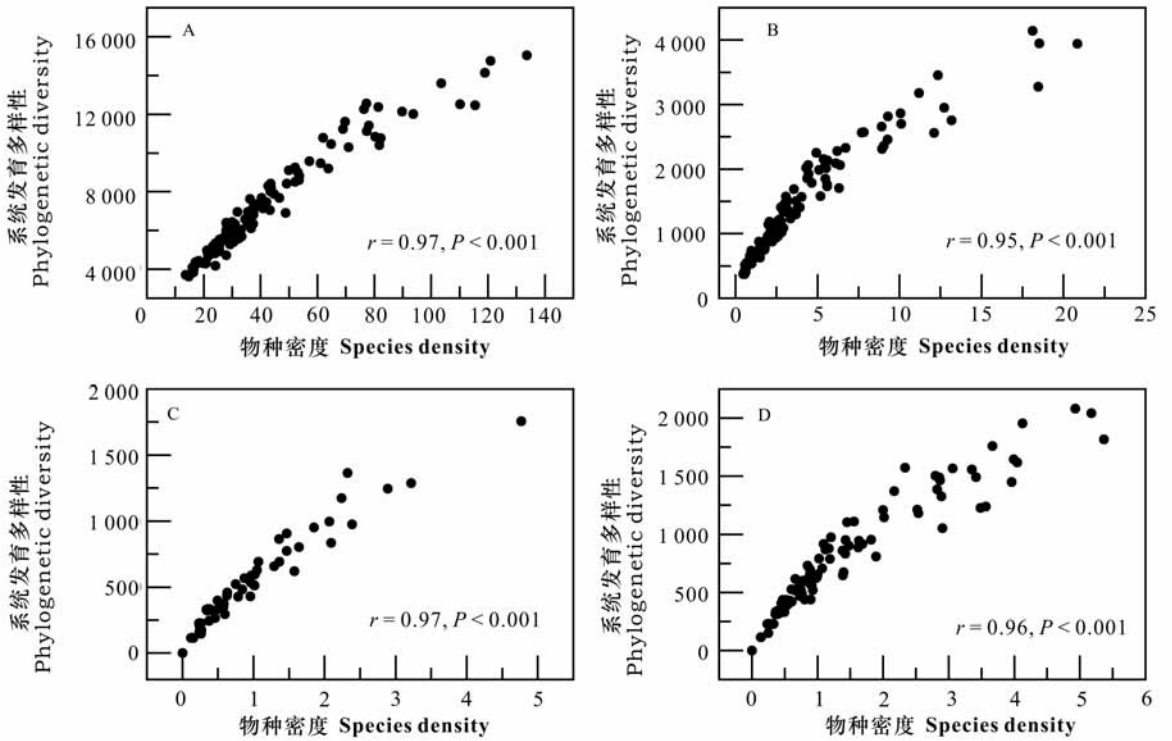 A
系统发育多样性
Phylogenetic diversity
16 000
12 000
8 000
4 000
r = 0.97, P < 0.001
0 20 40 60 80 100 120 140
物种密度 Species density
B
系统发育多样性
Phylogenetic diversity
4 000
3 000
2 000
1 000
0
r = 0.95, P < 0.001
0 5 10 15 20 25
物种密度 Species density
C
系统发育多样性
Phylogenetic diversity
2 000
1 500
1 000
500
0
r = 0.97, P < 0.001
0 1 2 3 4 5
物种密度 Species density
D
系统发育多样性
Phylogenetic diversity
2 000
1 500
1 000
500
0
r = 0.96, P < 0.001
0 1 2 3 4 5 6
物种密度 Species density